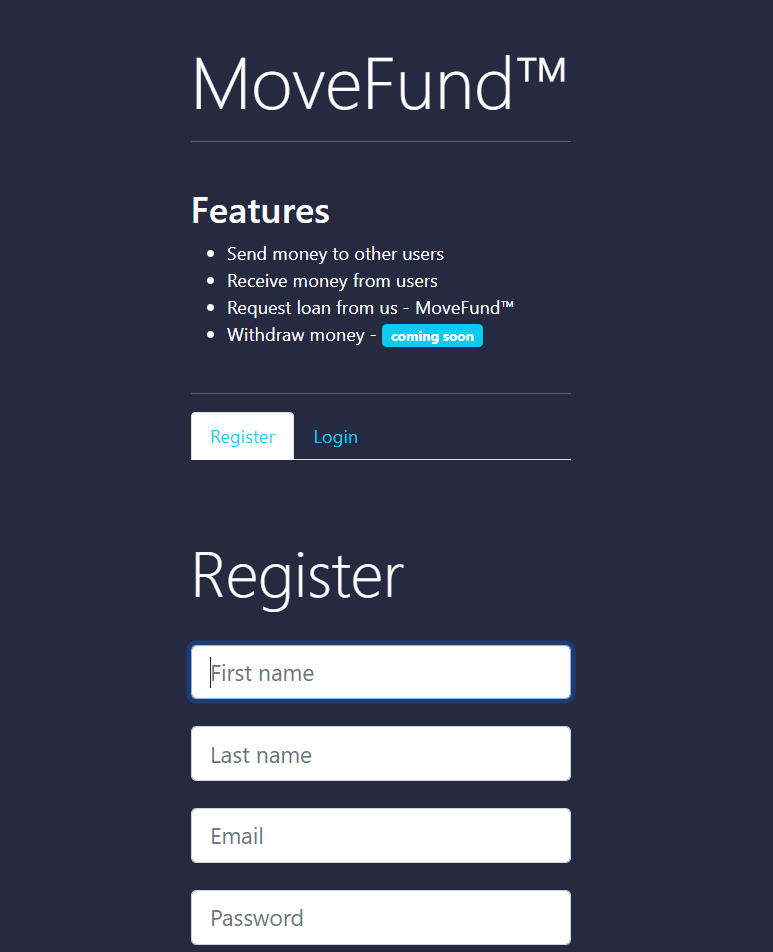 MoveFund™
Features
Send money to other users
Receive money from users
Request loan from us - MoveFund™
Withdraw money - coming soon
Register Login
Register
First name
Last name
Email
Password